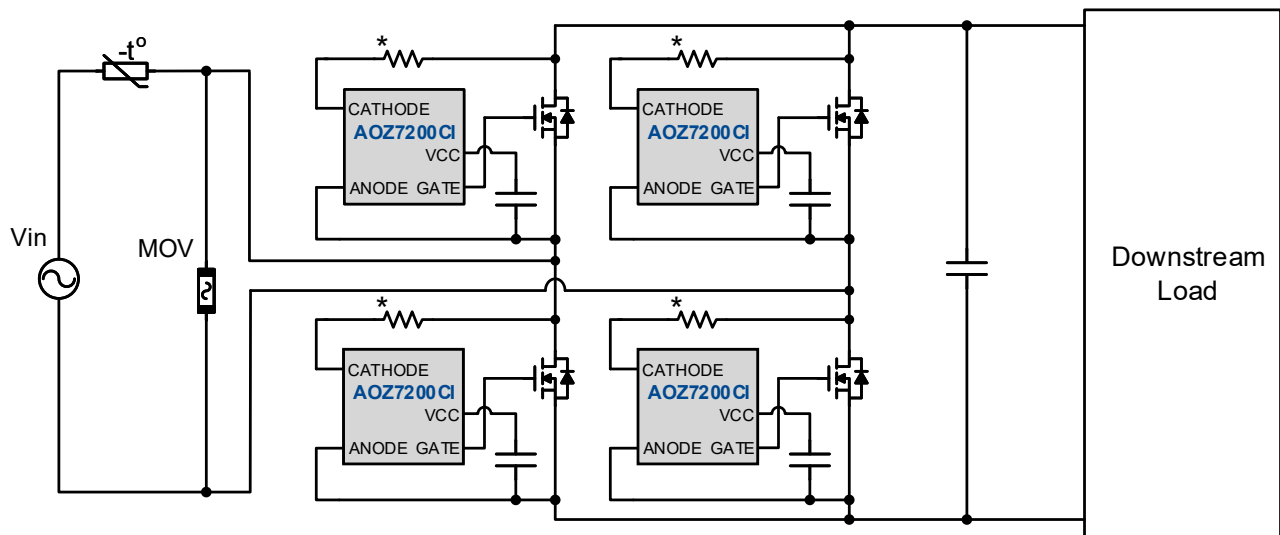 -t°
Vin
MOV
*
CATHODE
AOZ7200CI
VCC
ANODE GATE
*
CATHODE
AOZ7200CI
VCC
ANODE GATE
*
CATHODE
AOZ7200CI
VCC
ANODE GATE
*
CATHODE
AOZ7200CI
VCC
ANODE GATE
Downstream
Load